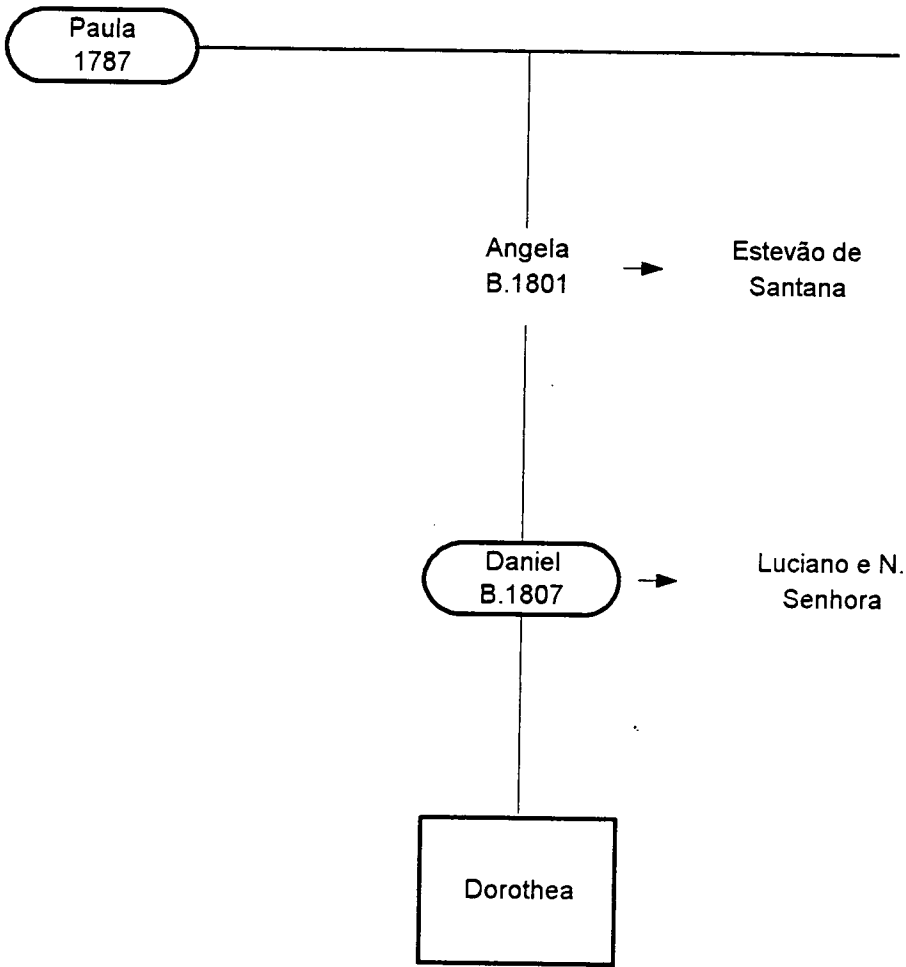 Paula
1787
Angela
B.1801
Estevão de
Santana
Daniel
B.1807
Luciano e N.
Senhora
Dorothea